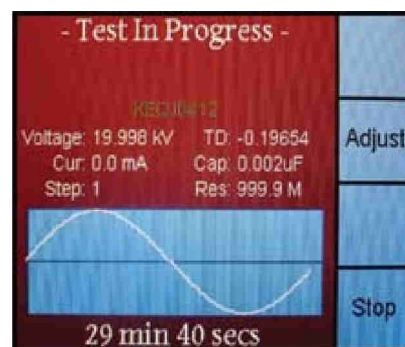 - Test In Progress -
Voltage: 19.998 kV TD: -0.19654
Adjust
Cur: 0.0 mA Cap: 0.002uF
Step: 1 Res: 999.9 M
Stop
29 min 40 secs